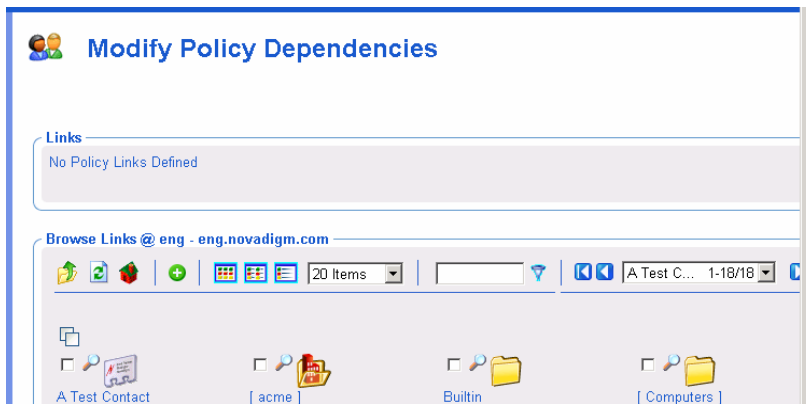 Modify Policy Dependencies
Links
No Policy Links Defined
Browse Links @ eng - eng.novadigm.com
20 Items
A Test C... 1-18/18
A Test Contact
[ acme ]
Builtin
[ Computers ]